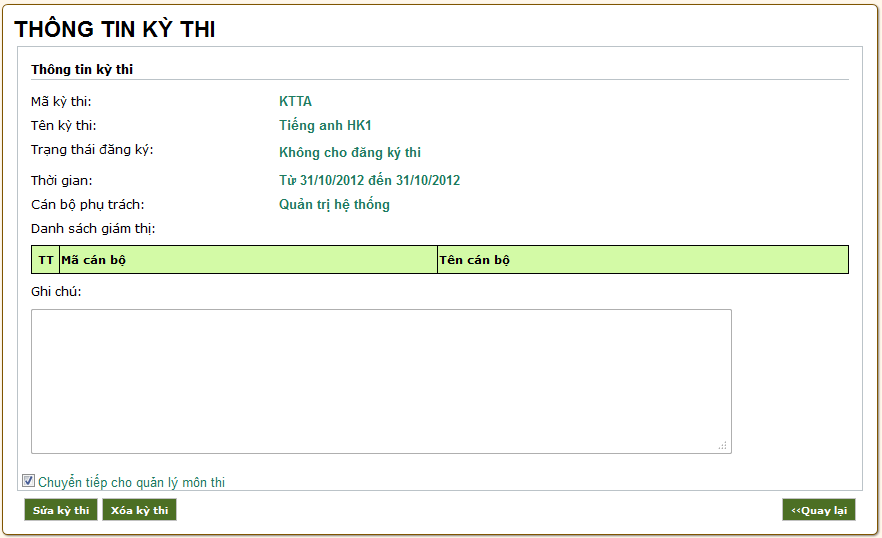 THÔNG TIN KỲ THI
Thông tin kỳ thi
Mã kỳ thi: KTTA
Tên kỳ thi: Tiếng anh HK1
Trạng thái đăng ký: Không cho đăng ký thi
Thời gian: Từ 31/10/2012 đến 31/10/2012
Cán bộ phụ trách: Quản trị hệ thống
Danh sách giám thị:
TT Mã cán bộ Tên cán bộ
Ghi chú:
Chuyển tiếp cho quản lý môn thi
Sửa kỳ thi Xóa kỳ thi <<Quay lại